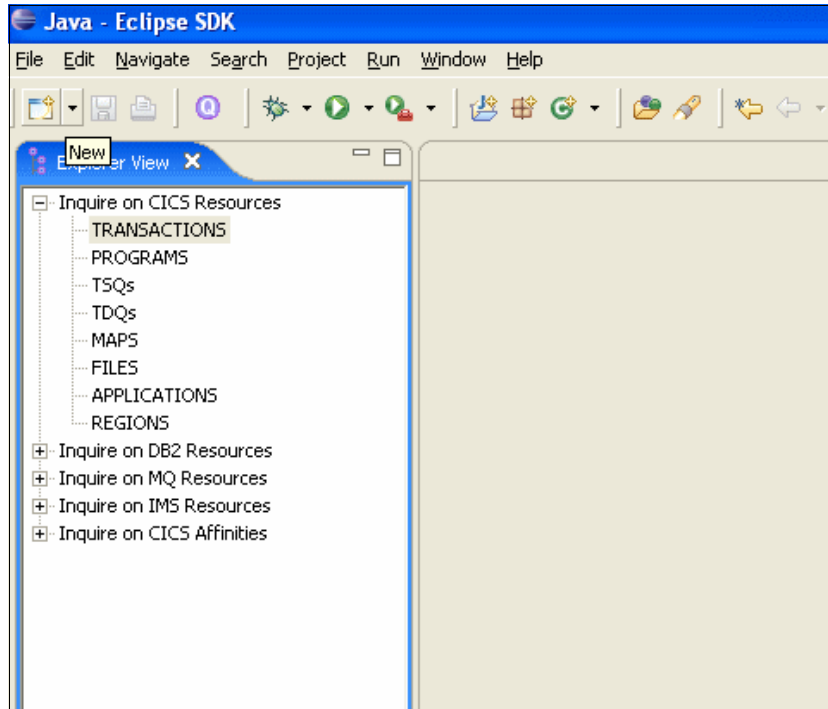 Java - Eclipse SDK
File Edit Navigate Search Project Run Window Help
Q
New
Explorer View
Inquire on CICS Resources
TRANSACTIONS
PROGRAMS
TSQs
TDQs
MAPS
FILES
APPLICATIONS
REGIONS
Inquire on DB2 Resources
Inquire on MQ Resources
Inquire on IMS Resources
Inquire on CICS Affinities